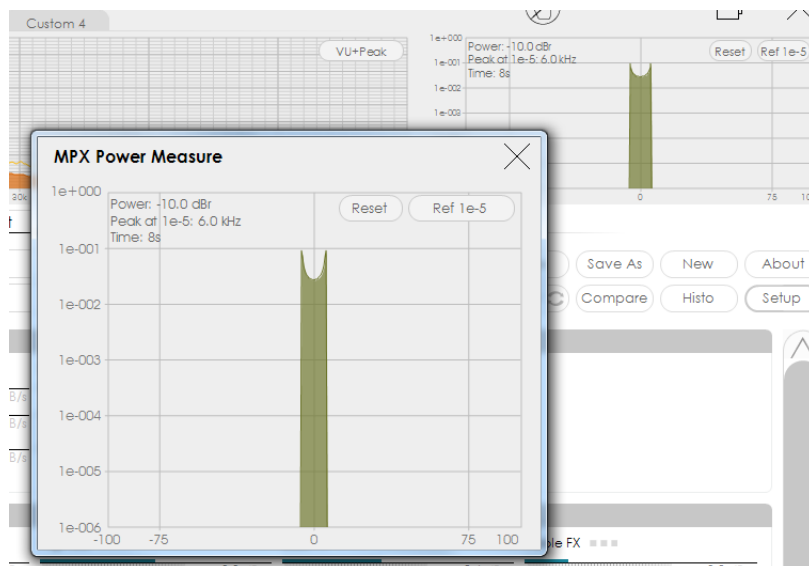 Custom 4
VU+Peak
30k
1e+000
1e-001
1e-002
1e-003
Power: -10.0 dBr
Peak at 1e-5: 6.0 kHz
Time: 8s
Reset
Ref 1e-5
0
75
MPX Power Measure
1e+000
1e-001
1e-002
1e-003
1e-004
1e-005
1e-006
Power: -10.0 dBr
Peak at 1e-5: 6.0 kHz
Time: 8s
Reset
Ref 1e-5
-100
-75
0
75
100
Save As
New
About
Compare
Histo
Setup
B/s
B/s
B/s
FX